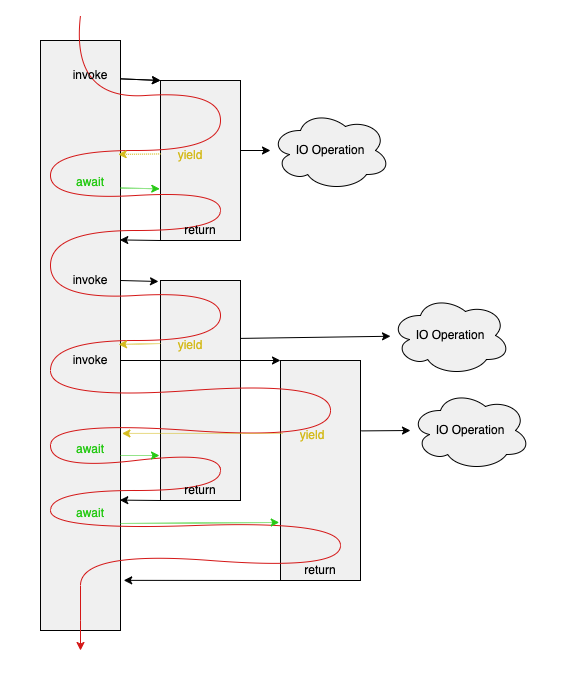 invoke
yield
IO Operation
await
return
invoke
yield
IO Operation
invoke
yield
IO Operation
await
return
await
return